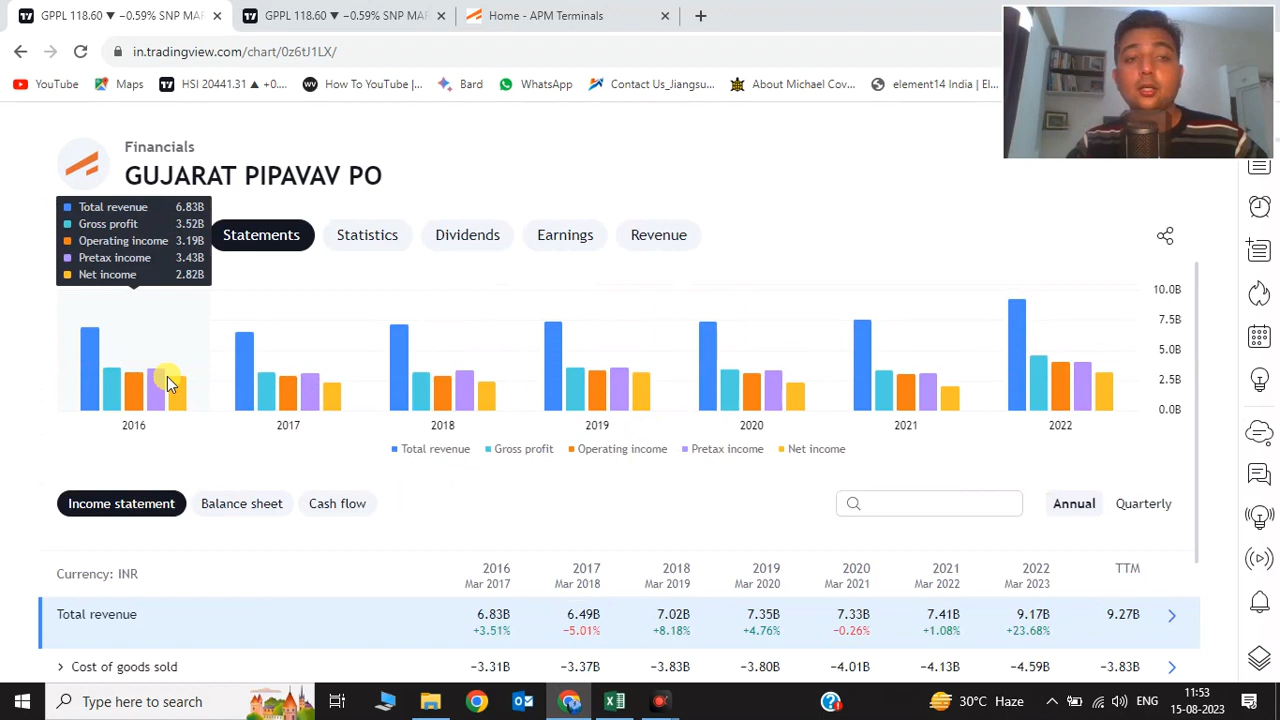 GPPL 118.60 ▼ −0.59% SNP MAR
GPPL 118.60 ▼ −0.59% SNP MAR
Home - APM Terminals
in.tradingview.com/chart/0z6tJ1LX/
YouTube
Maps
HSI 20441.31 ▲ +0....
How To YouTube |...
Bard
WhatsApp
Contact Us_Jiangsu...
About Michael Cov...
element14 India | El...
Financials
GUJARAT PIPAVAV PO
Total revenue 6.83B
Gross profit 3.52B
Operating income 3.19B
Pretax income 3.43B
Net income 2.82B
Statements
Statistics
Dividends
Earnings
Revenue
10.0B
7.5B
5.0B
2.5B
0.0B
2016 2017 2018 2019 2020 2021 2022
Total revenue Gross profit Operating income Pretax income Net income
Income statement
Balance sheet
Cash flow
Annual
Quarterly
2016 2017 2018 2019 2020 2021 2022 TTM
Currency: INR Mar 2017 Mar 2018 Mar 2019 Mar 2020 Mar 2021 Mar 2022 Mar 2023
Total revenue 6.83B 6.49B 7.02B 7.35B 7.33B 7.41B 9.17B 9.27B
+3.51% −5.01% +8.18% +4.76% −0.26% +1.08% +23.68%
Cost of goods sold −3.31B −3.37B −3.83B −3.80B −4.01B −4.13B −4.59B −3.83B
Type here to search
30°C Haze
ENG
11:53
15-08-2023